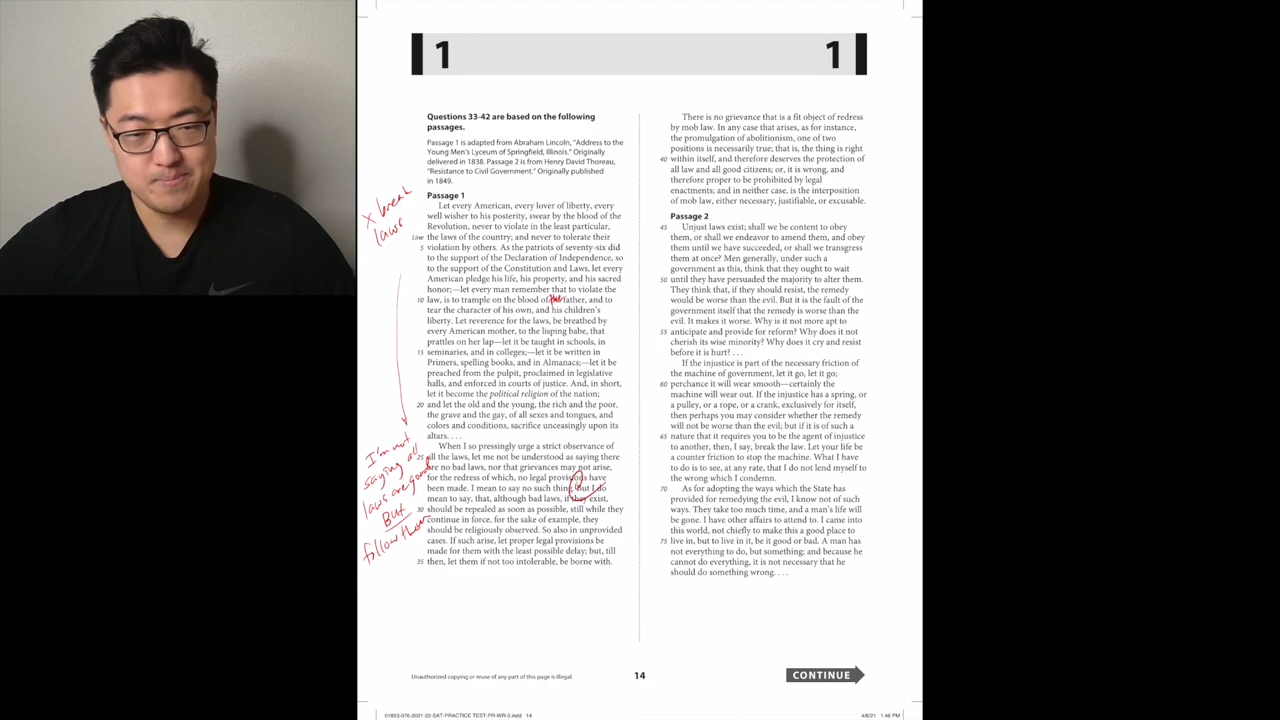 1
1
Questions 33-42 are based on the following
passages.
Passage 1 is adapted from Abraham Lincoln, "Address to the
Young Men's Lyceum of Springfield, Illinois." Originally
delivered in 1838. Passage 2 is from Henry David Thoreau,
"Resistance to Civil Government." Originally published
in 1849.
X break
laws
Passage 1
Let every American, every lover of liberty, every
well wisher to his posterity, swear by the blood of the
Revolution, never to violate in the least particular,
Line the laws of the country; and never to tolerate their
5 violation by others. As the patriots of seventy-six did
to the support of the Declaration of Independence, so
to the support of the Constitution and Laws, let every
American pledge his life, his property, and his sacred
honor;—let every man remember that to violate the
10 law, is to trample on the blood of the father, and to
tear the character of his own, and his children's
liberty. Let reverence for the laws, be breathed by
every American mother, to the lisping babe, that
prattles on her lap—let it be taught in schools, in
15 seminaries, and in colleges;—let it be written in
Primers, spelling books, and in Almanacs;—let it be
preached from the pulpit, proclaimed in legislative
halls, and enforced in courts of justice. And, in short,
let it become the political religion of the nation;
20 and let the old and the young, the rich and the poor,
the grave and the gay, of all sexes and tongues, and
colors and conditions, sacrifice unceasingly upon its
altars. . . .
When I so pressingly urge a strict observance of
25 all the laws, let me not be understood as saying there
are no bad laws, nor that grievances may not arise,
for the redress of which, no legal provisions have
been made. I mean to say no such thing. But I do
mean to say, that, although bad laws, if they exist,
30 should be repealed as soon as possible, still while they
continue in force, for the sake of example, they
should be religiously observed. So also in unprovided
cases. If such arise, let proper legal provisions be
made for them with the least possible delay; but, till
35 then, let them if not too intolerable, be borne with.
I'm not
saying all
laws are good
BUT
follow them
There is no grievance that is a fit object of redress
by mob law. In any case that arises, as for instance,
the promulgation of abolitionism, one of two
positions is necessarily true; that is, the thing is right
40 within itself, and therefore deserves the protection of
all law and all good citizens; or, it is wrong, and
therefore proper to be prohibited by legal
enactments; and in neither case, is the interposition
of mob law, either necessary, justifiable, or excusable.
Passage 2
45 Unjust laws exist; shall we be content to obey
them, or shall we endeavor to amend them, and obey
them until we have succeeded, or shall we transgress
them at once? Men generally, under such a
government as this, think that they ought to wait
50 until they have persuaded the majority to alter them.
They think that, if they should resist, the remedy
would be worse than the evil. But it is the fault of the
government itself that the remedy is worse than the
evil. It makes it worse. Why is it not more apt to
55 anticipate and provide for reform? Why does it not
cherish its wise minority? Why does it cry and resist
before it is hurt? . . .
If the injustice is part of the necessary friction of
the machine of government, let it go, let it go;
60 perchance it will wear smooth—certainly the
machine will wear out. If the injustice has a spring, or
a pulley, or a rope, or a crank, exclusively for itself,
then perhaps you may consider whether the remedy
will not be worse than the evil; but if it is of such a
65 nature that it requires you to be the agent of injustice
to another, then, I say, break the law. Let your life be
a counter friction to stop the machine. What I have
to do is to see, at any rate, that I do not lend myself to
the wrong which I condemn.
70 As for adopting the ways which the State has
provided for remedying the evil, I know not of such
ways. They take too much time, and a man's life will
be gone. I have other affairs to attend to. I came into
this world, not chiefly to make this a good place to
75 live in, but to live in it, be it good or bad. A man has
not everything to do, but something; and because he
cannot do everything, it is not necessary that he
should do something wrong. . . .
Unauthorized copying or reuse of any part of this page is illegal.
14
CONTINUE
01853-076-2021-22-SAT-PRACTICE TEST-PR-WR-3.indd 14
4/8/21 1:46 PM